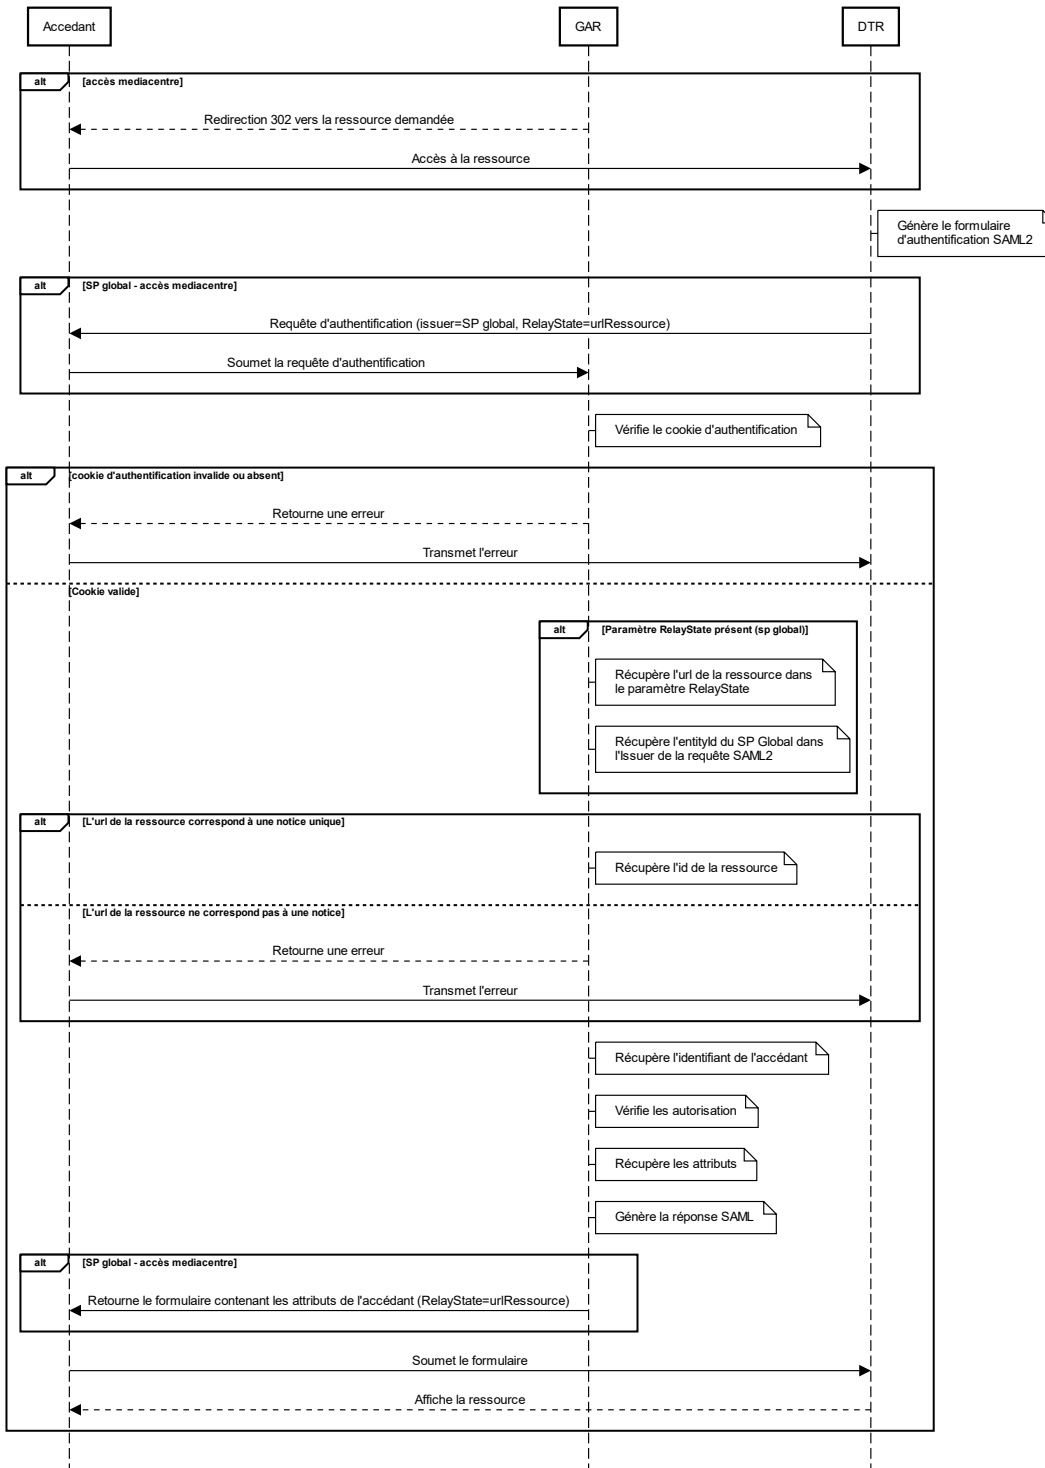 Accedant
GAR
DTR
alt
[accès mediacentre]
Redirection 302 vers la ressource demandée
Accès à la ressource
Génère le formulaire
d'authentification SAML2
alt
[SP global - accès mediacentre]
Requête d'authentification (issuer=SP global, RelayState=urlRessource)
Soumet la requête d'authentification
Vérifie le cookie d'authentification
alt
[cookie d'authentification invalide ou absent]
Retourne une erreur
Transmet l'erreur
[Cookie valide]
alt
[Paramètre RelayState présent (sp global)]
Récupère l'url de la ressource dans
le paramètre RelayState
Récupère l'entityId du SP Global dans
l'Issuer de la requête SAML2
alt
[L'url de la ressource correspond à une notice unique]
Récupère l'id de la ressource
[L'url de la ressource ne correspond pas à une notice]
Retourne une erreur
Transmet l'erreur
Récupère l'identifiant de l'accédant
Vérifie les autorisation
Récupère les attributs
Génère la réponse SAML
alt
[SP global - accès mediacentre]
Retourne le formulaire contenant les attributs de l'accédant (RelayState=urlRessource)
Soumet le formulaire
Affiche la ressource